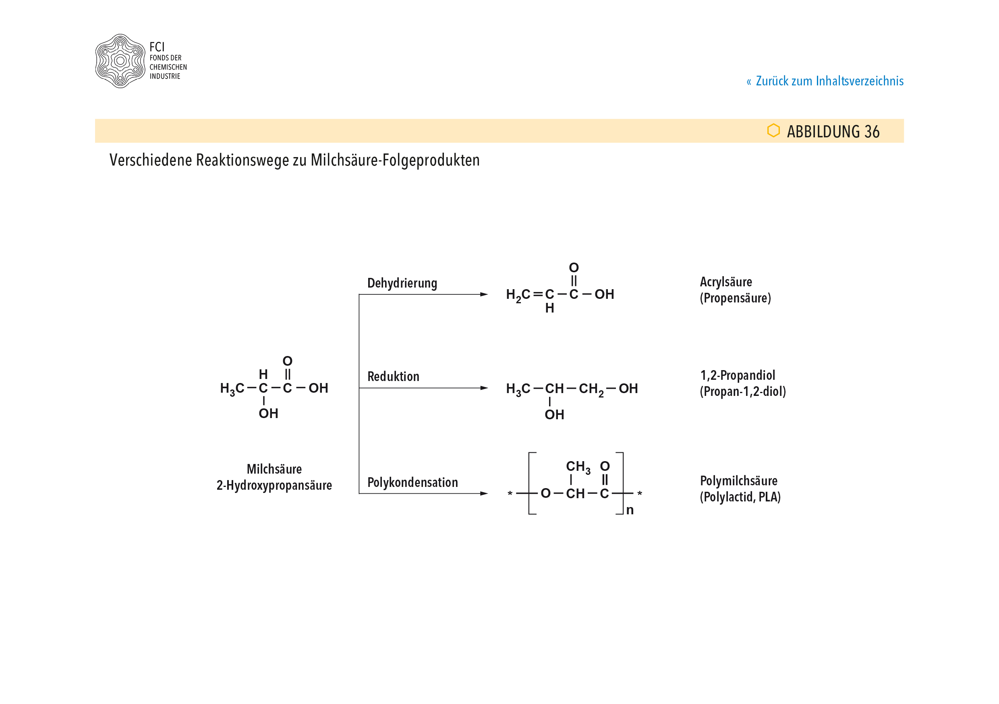 FCI
FONDS DER
CHEMISCHEN
INDUSTRIE
« Zurück zum Inhaltsverzeichnis
ABBILDUNG 36
Verschiedene Reaktionswege zu Milchsäure-Folgeprodukten
Dehydrierung
O
H₂C=C–C–OH
H
Acrylsäure
(Propensäure)
H O
H₃C–C–C–OH
OH
Milchsäure
2-Hydroxypropansäure
Reduktion
H₃C–CH–CH₂–OH
OH
1,2-Propandiol
(Propan-1,2-diol)
Polykondensation
CH₃ O
* O–CH–C *
n
Polymilchsäure
(Polylactid, PLA)